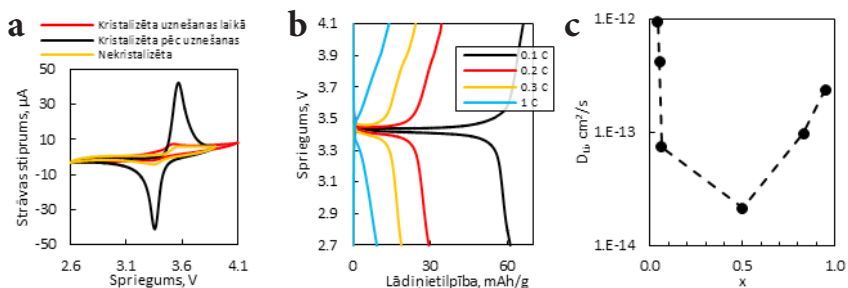 a
Kristalizēta uznešanas laikā
Kristalizēta pēc uznešanas
Nekristalizēta
50
30
10
-10
-30
-50
2.6
3.1
3.6
4.1
Strāvas stiprums, µA
Spriegums, V
b
4.1
3.9
3.7
3.5
3.3
3.1
2.9
2.7
0
30
60
Spriegums, V
Lādiņietilpība, mAh/g
0.1 C
0.2 C
0.3 C
1 C
c
1.E-12
1.E-13
1.E-14
0.0
0.5
1.0
D_Li, cm²/s
x